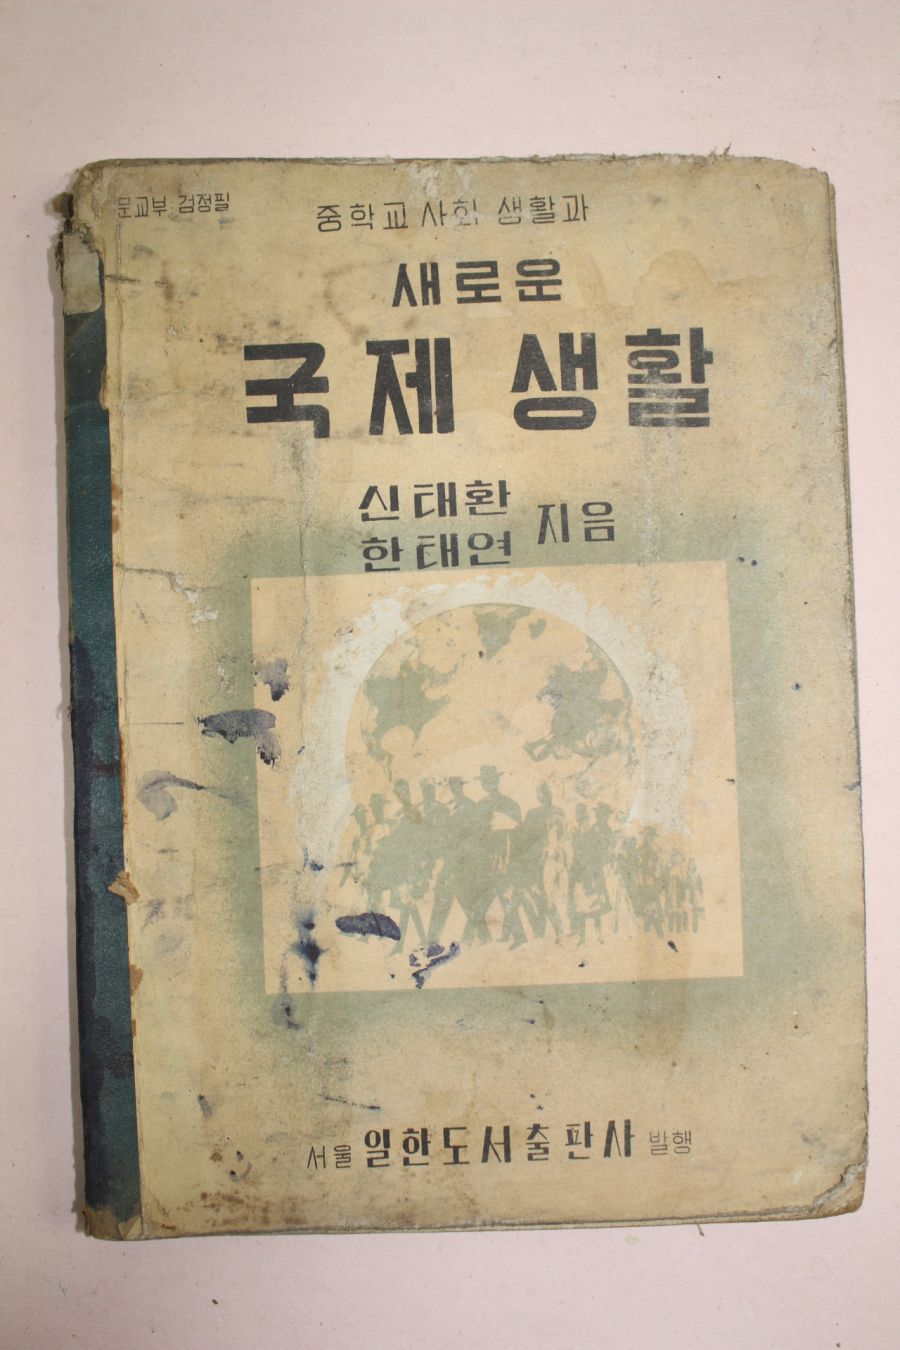 문교부 검정필
중학교 사회 생활과
새로운
국제 생활
신태환
한태연 지음
서울 일한도서출판사 발행